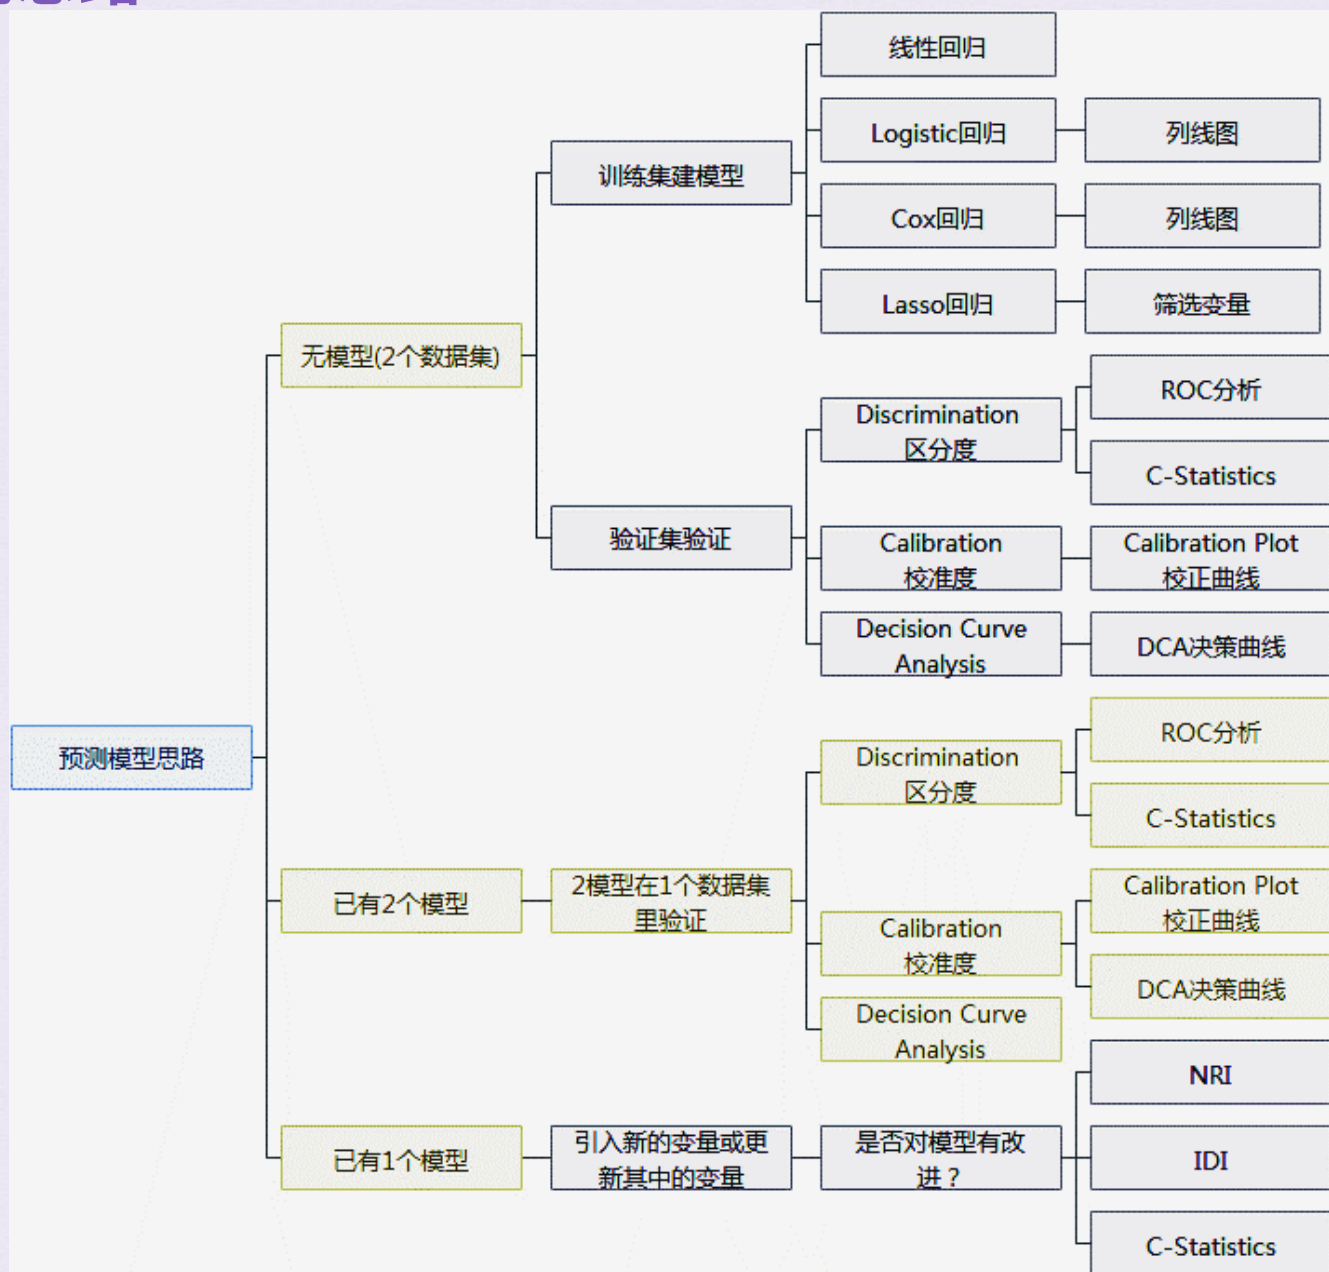 线性回归
Logistic回归
列线图
训练集建模型
Cox回归
列线图
Lasso回归
筛选变量
无模型(2个数据集)
ROC分析
Discrimination
区分度
C-Statistics
验证集验证
Calibration
校准度
Calibration Plot
校正曲线
Decision Curve
Analysis
DCA决策曲线
预测模型思路
ROC分析
Discrimination
区分度
C-Statistics
已有2个模型
2模型在1个数据集
里验证
Calibration Plot
校正曲线
Calibration
校准度
DCA决策曲线
Decision Curve
Analysis
NRI
已有1个模型
引入新的变量或更
新其中的变量
是否对模型有改
进？
IDI
C-Statistics